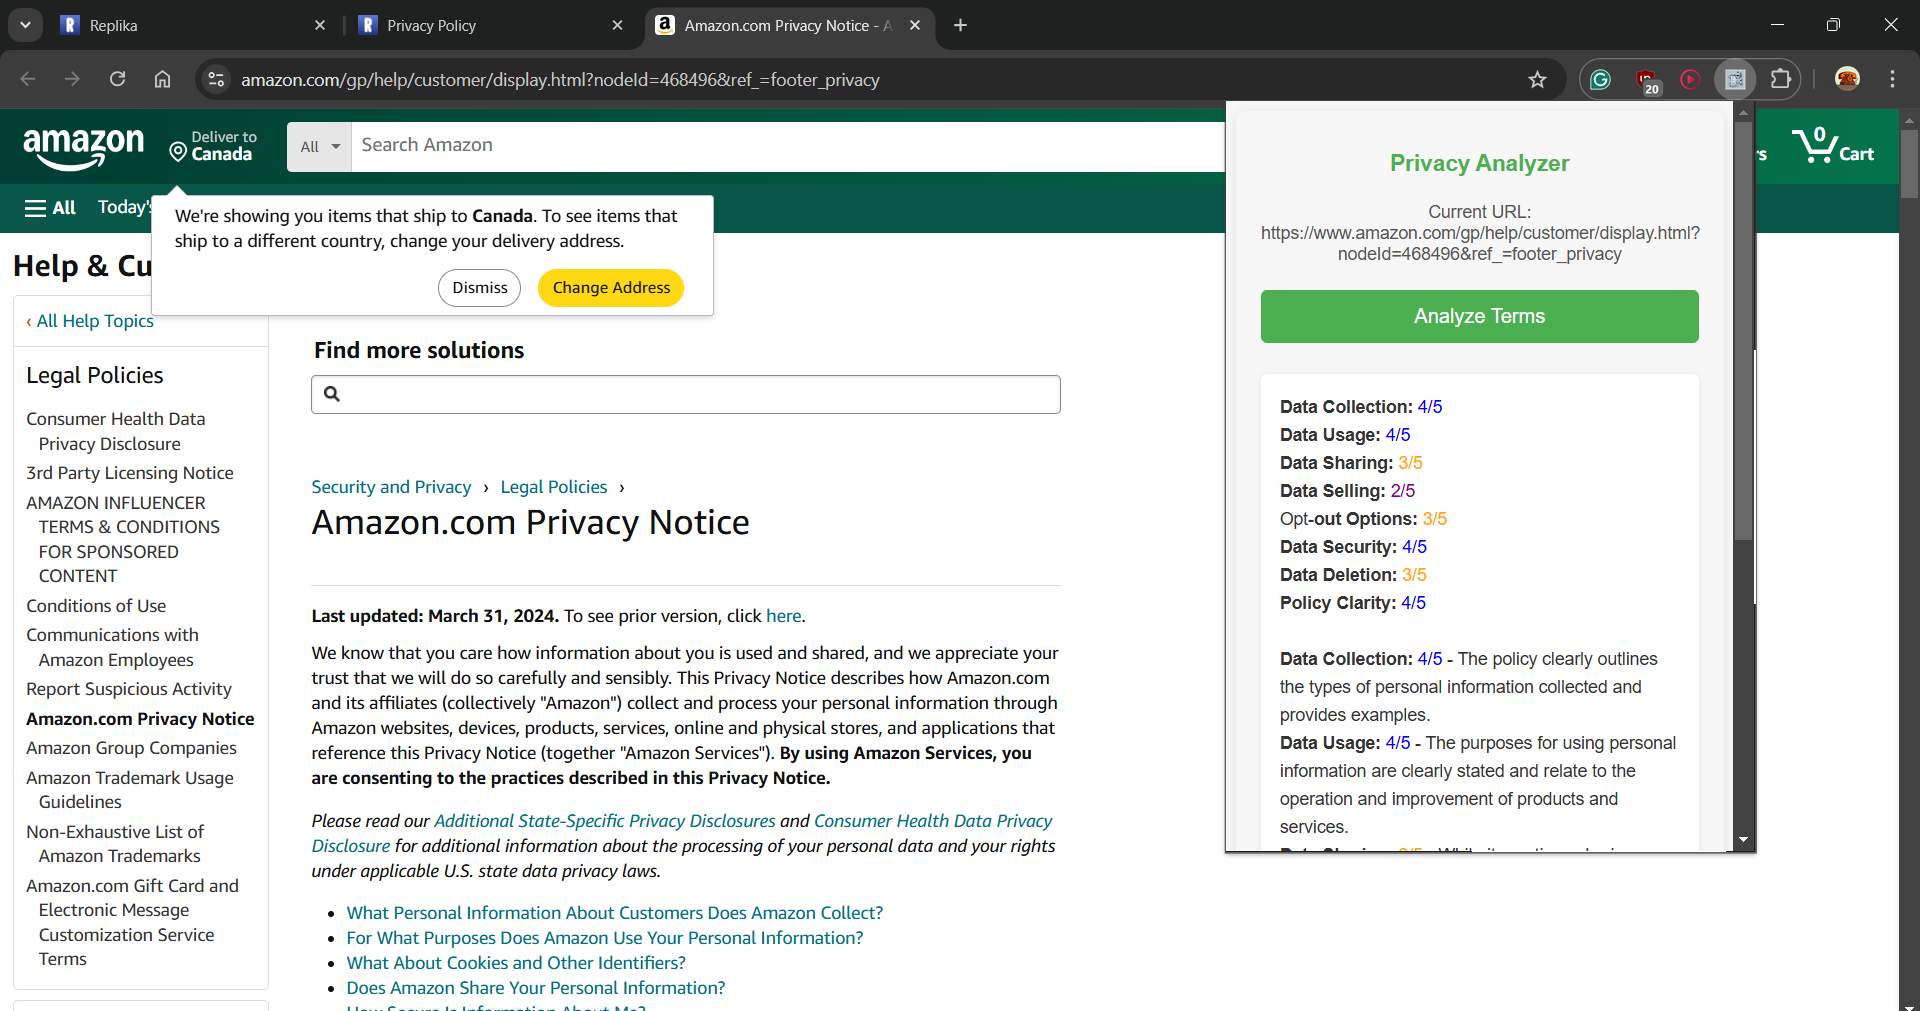 Replika
Privacy Policy
Amazon.com Privacy Notice - A
amazon.com/gp/help/customer/display.html?nodeId=468496&ref_=footer_privacy
20
amazon
Deliver to
Canada
All
Search Amazon
0
Cart
All
Today's
We're showing you items that ship to Canada. To see items that
ship to a different country, change your delivery address.
Dismiss
Change Address
Help & Cu
‹ All Help Topics
Legal Policies
Consumer Health Data
Privacy Disclosure
3rd Party Licensing Notice
AMAZON INFLUENCER
TERMS & CONDITIONS
FOR SPONSORED
CONTENT
Conditions of Use
Communications with
Amazon Employees
Report Suspicious Activity
Amazon.com Privacy Notice
Amazon Group Companies
Amazon Trademark Usage
Guidelines
Non-Exhaustive List of
Amazon Trademarks
Amazon.com Gift Card and
Electronic Message
Customization Service
Terms
Find more solutions
Security and Privacy › Legal Policies ›
Amazon.com Privacy Notice
Last updated: March 31, 2024. To see prior version, click here.
We know that you care how information about you is used and shared, and we appreciate your
trust that we will do so carefully and sensibly. This Privacy Notice describes how Amazon.com
and its affiliates (collectively "Amazon") collect and process your personal information through
Amazon websites, devices, products, services, online and physical stores, and applications that
reference this Privacy Notice (together "Amazon Services"). By using Amazon Services, you
are consenting to the practices described in this Privacy Notice.
Please read our Additional State-Specific Privacy Disclosures and Consumer Health Data Privacy
Disclosure for additional information about the processing of your personal data and your rights
under applicable U.S. state data privacy laws.
• What Personal Information About Customers Does Amazon Collect?
• For What Purposes Does Amazon Use Your Personal Information?
• What About Cookies and Other Identifiers?
• Does Amazon Share Your Personal Information?
How Secure Is Information About Me?
Privacy Analyzer
Current URL:
https://www.amazon.com/gp/help/customer/display.html?
nodeId=468496&ref_=footer_privacy
Analyze Terms
Data Collection: 4/5
Data Usage: 4/5
Data Sharing: 3/5
Data Selling: 2/5
Opt-out Options: 3/5
Data Security: 4/5
Data Deletion: 3/5
Policy Clarity: 4/5
Data Collection: 4/5 - The policy clearly outlines
the types of personal information collected and
provides examples.
Data Usage: 4/5 - The purposes for using personal
information are clearly stated and relate to the
operation and improvement of products and
services.